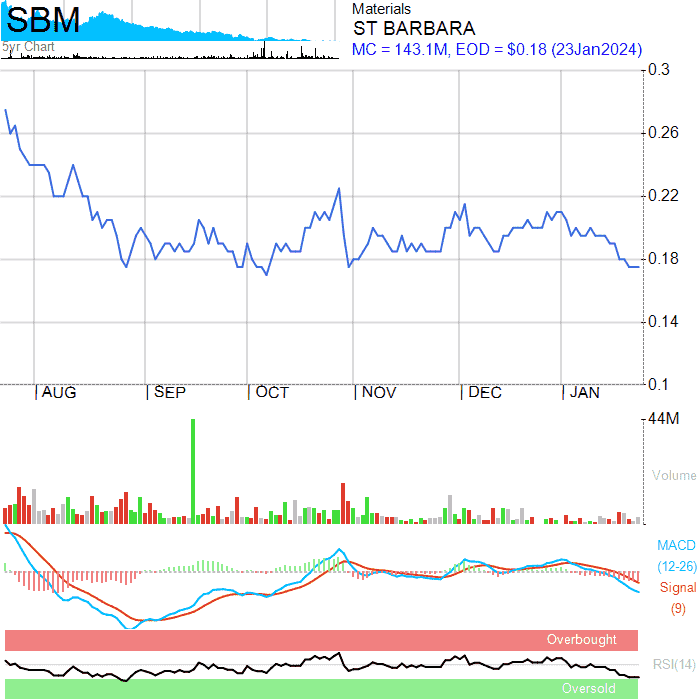 SBM
5yr Chart
Materials
ST BARBARA
MC = 143.1M, EOD = $0.18 (23Jan2024)
0.3
0.26
0.22
0.18
0.14
0.1
AUG
SEP
OCT
NOV
DEC
JAN
44M
Volume
MACD
(12-26)
Signal
(9)
Overbought
RSI(14)
Oversold